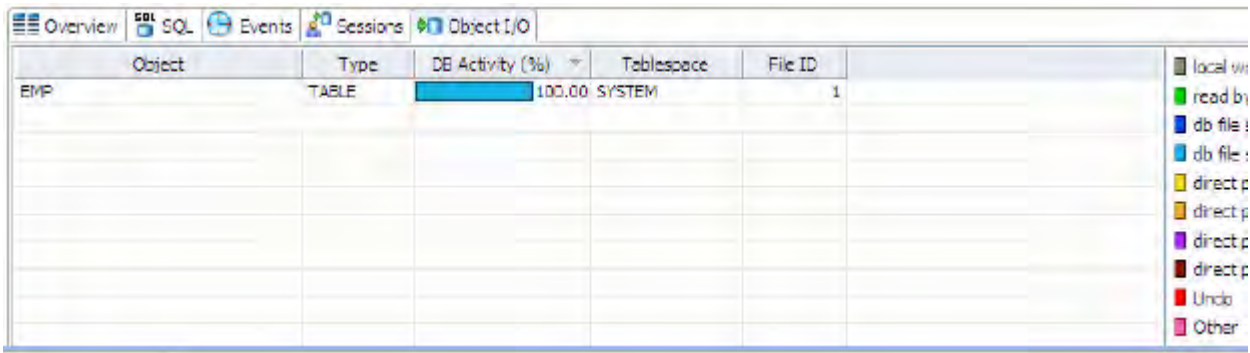 Overview SQL Events Sessions Object I/O
Object Type DB Activity (%) Tablespace File ID
EMP TABLE 100.00 SYSTEM 1
local w
read by
db file s
db file s
direct p
direct p
direct p
direct p
Undo
Other